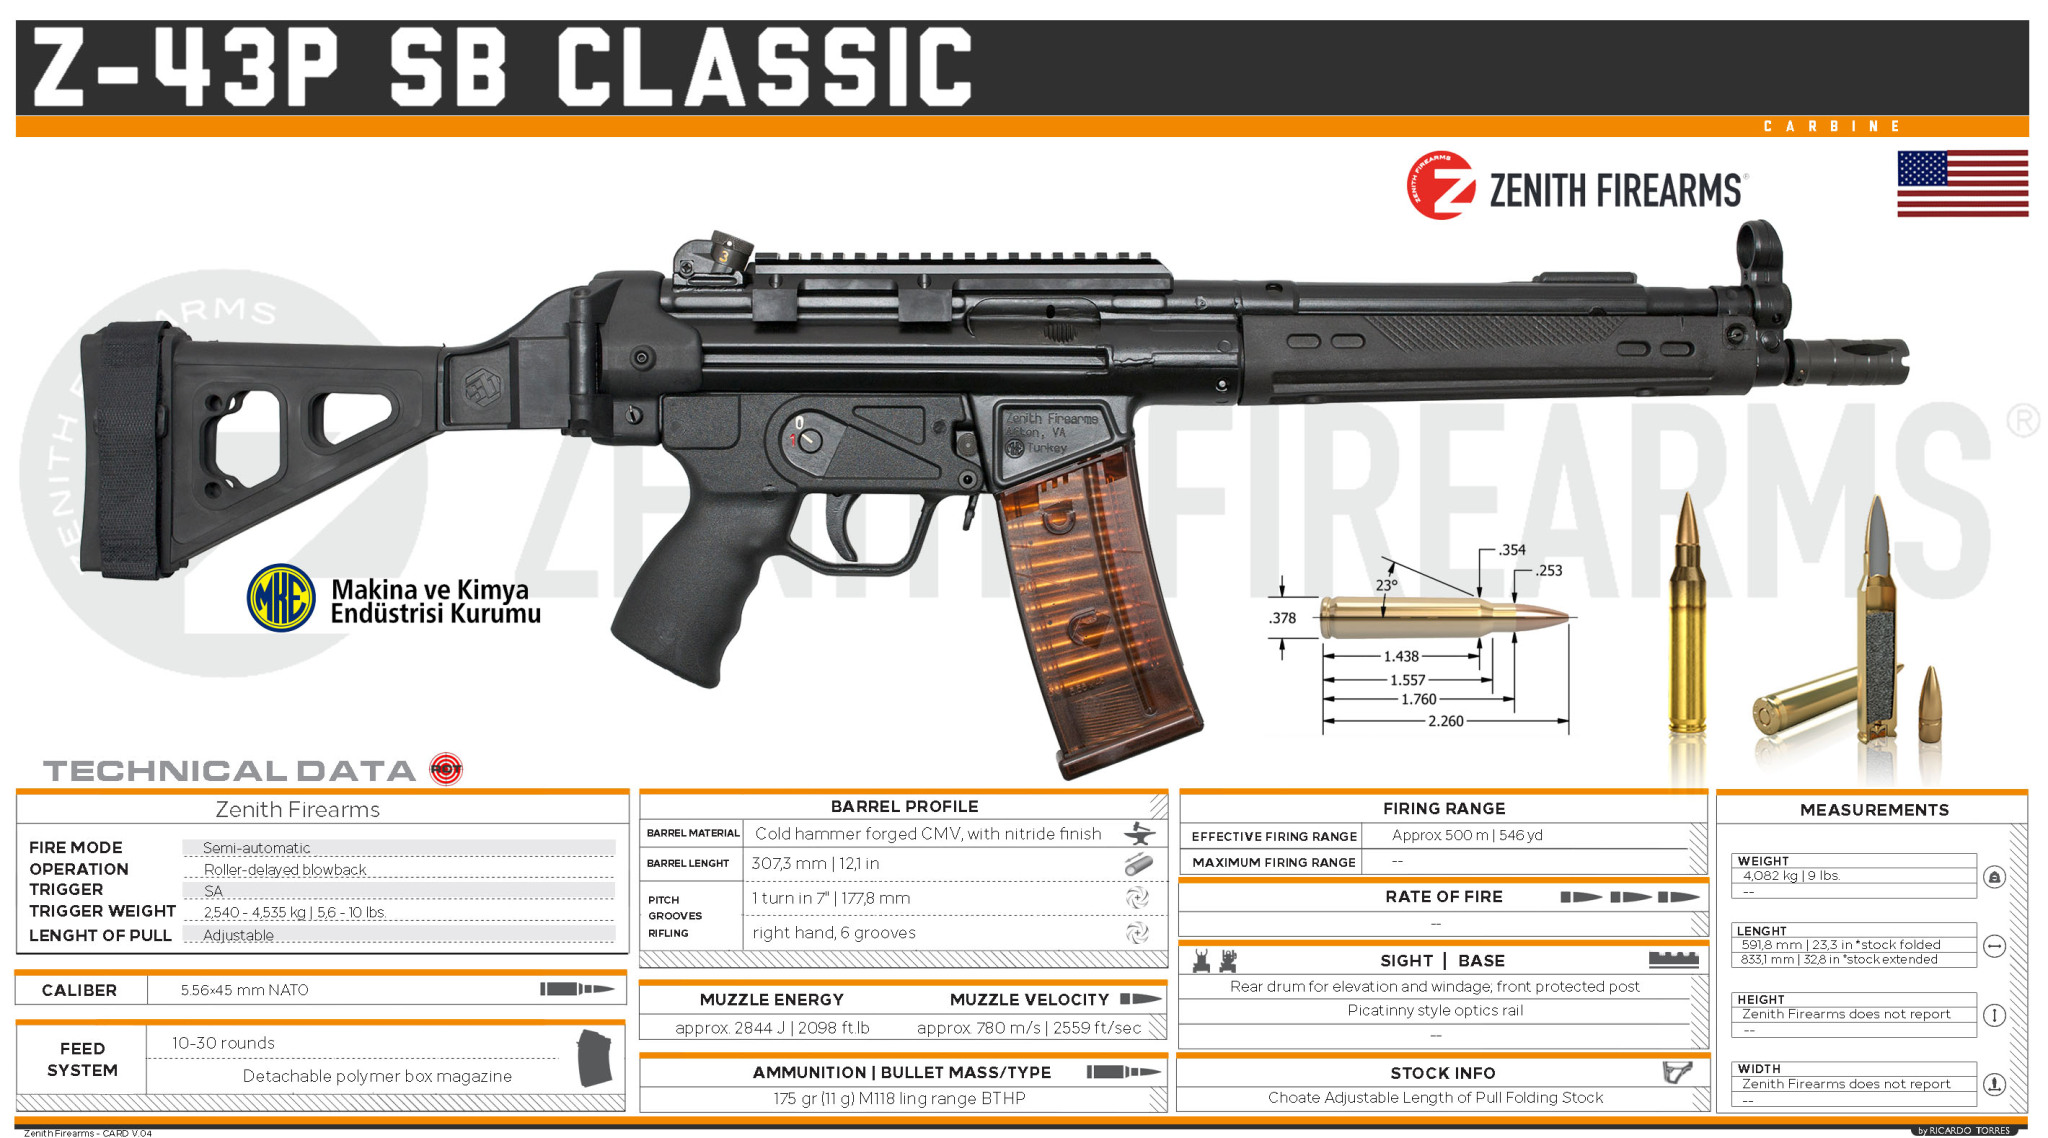 Z-43P SB CLASSIC
CARBINE
ZENITH FIREARMS
ZENITH FIREARMS®
ZENITH FIREARMS®
3
0
1
Zenith Firearms
Afton, VA
MKE Turkey
MKE
Makina ve Kimya
Endüstrisi Kurumu
.354
.253
23°
.378
1.438
1.557
1.760
2.260
TECHNICAL DATA
Zenith Firearms
FIRE MODE Semi-automatic
OPERATION Roller-delayed blowback
TRIGGER SA
TRIGGER WEIGHT 2,540 - 4,535 kg | 5,6 - 10 lbs.
LENGHT OF PULL Adjustable
CALIBER 5.56x45 mm NATO
FEED SYSTEM
10-30 rounds
Detachable polymer box magazine
BARREL PROFILE
BARREL MATERIAL Cold hammer forged CMV, with nitride finish
BARREL LENGHT 307,3 mm | 12,1 in
PITCH 1 turn in 7" | 177,8 mm
GROOVES
RIFLING right hand, 6 grooves
MUZZLE ENERGY MUZZLE VELOCITY
approx. 2844 J | 2098 ft.lb approx. 780 m/s | 2559 ft/sec
AMMUNITION | BULLET MASS/TYPE
175 gr (11 g) M118 ling range BTHP
FIRING RANGE
EFFECTIVE FIRING RANGE Approx 500 m | 546 yd
MAXIMUM FIRING RANGE --
RATE OF FIRE
--
SIGHT | BASE
Rear drum for elevation and windage; front protected post
Picatinny style optics rail
--
STOCK INFO
Choate Adjustable Length of Pull Folding Stock
MEASUREMENTS
WEIGHT
4,082 kg | 9 lbs.
--
LENGHT
591,8 mm | 23,3 in *stock folded
833,1 mm | 32,8 in *stock extended
HEIGHT
Zenith Firearms does not report
--
WIDTH
Zenith Firearms does not report
--
Zenith Firearms - CARD V.04
by RICARDO TORRES